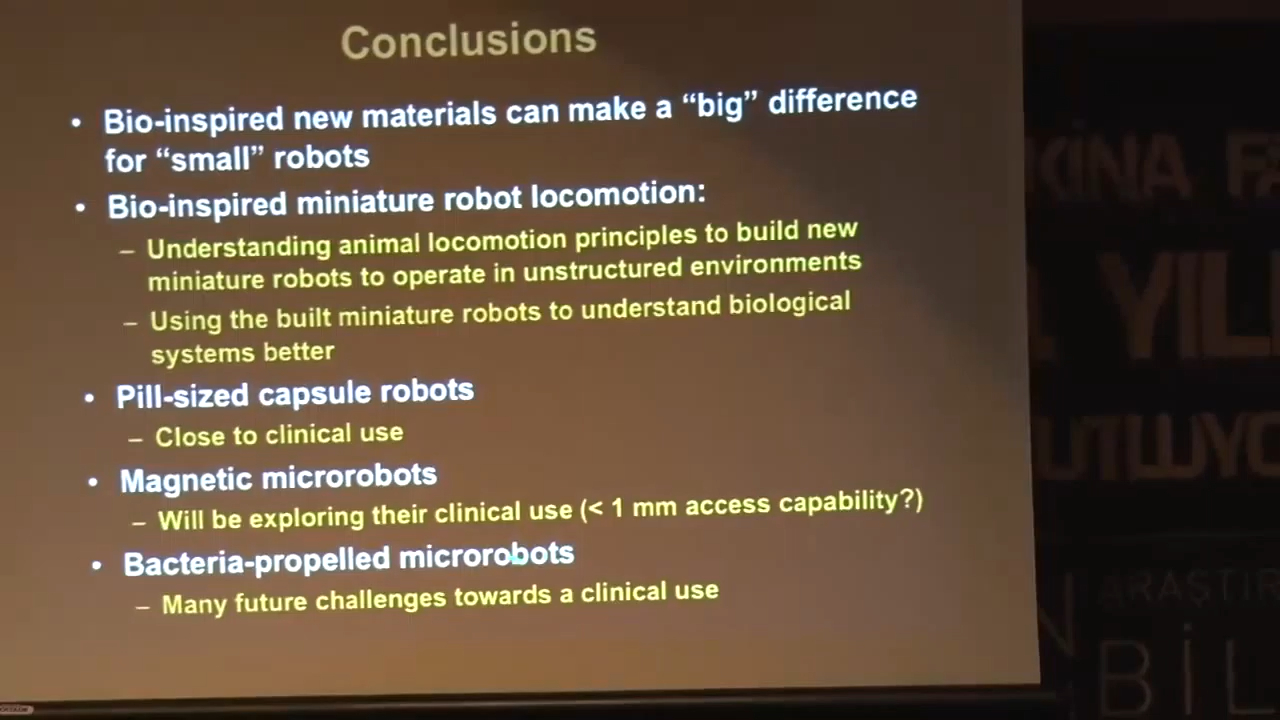 Conclusions
• Bio-inspired new materials can make a “big” difference
for “small” robots
• Bio-inspired miniature robot locomotion:
– Understanding animal locomotion principles to build new
miniature robots to operate in unstructured environments
– Using the built miniature robots to understand biological
systems better
• Pill-sized capsule robots
– Close to clinical use
• Magnetic microrobots
– Will be exploring their clinical use (< 1 mm access capability?)
• Bacteria-propelled microrobots
– Many future challenges towards a clinical use
KİNA
YIL
UTLUYO
ARAŞTIR
BİL